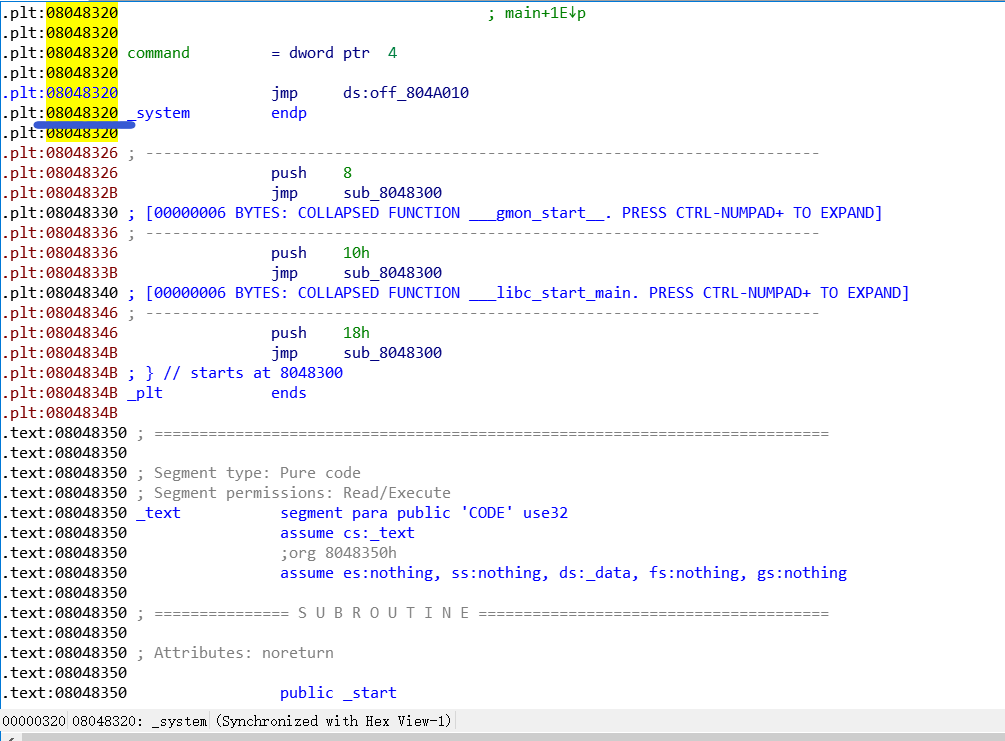 .plt:08048320 ; main+1E↓p
.plt:08048320
.plt:08048320 command = dword ptr 4
.plt:08048320
.plt:08048320 jmp ds:off_804A010
.plt:08048320 _system endp
.plt:08048320
.plt:08048326 ; ---------------------------------------------------------------------------
.plt:08048326 push 8
.plt:0804832B jmp sub_8048300
.plt:08048330 ; [00000006 BYTES: COLLAPSED FUNCTION ___gmon_start__. PRESS CTRL-NUMPAD+ TO EXPAND]
.plt:08048336 ; ---------------------------------------------------------------------------
.plt:08048336 push 10h
.plt:0804833B jmp sub_8048300
.plt:08048340 ; [00000006 BYTES: COLLAPSED FUNCTION ___libc_start_main. PRESS CTRL-NUMPAD+ TO EXPAND]
.plt:08048346 ; ---------------------------------------------------------------------------
.plt:08048346 push 18h
.plt:0804834B jmp sub_8048300
.plt:0804834B ; } // starts at 8048300
.plt:0804834B _plt ends
.plt:0804834B
.text:08048350 ; ===========================================================================
.text:08048350
.text:08048350 ; Segment type: Pure code
.text:08048350 ; Segment permissions: Read/Execute
.text:08048350 _text segment para public 'CODE' use32
.text:08048350 assume cs:_text
.text:08048350 ;org 8048350h
.text:08048350 assume es:nothing, ss:nothing, ds:_data, fs:nothing, gs:nothing
.text:08048350
.text:08048350 ; =============== S U B R O U T I N E =======================================
.text:08048350
.text:08048350 ; Attributes: noreturn
.text:08048350
.text:08048350 public _start
00000320 08048320: _system (Synchronized with Hex View-1)